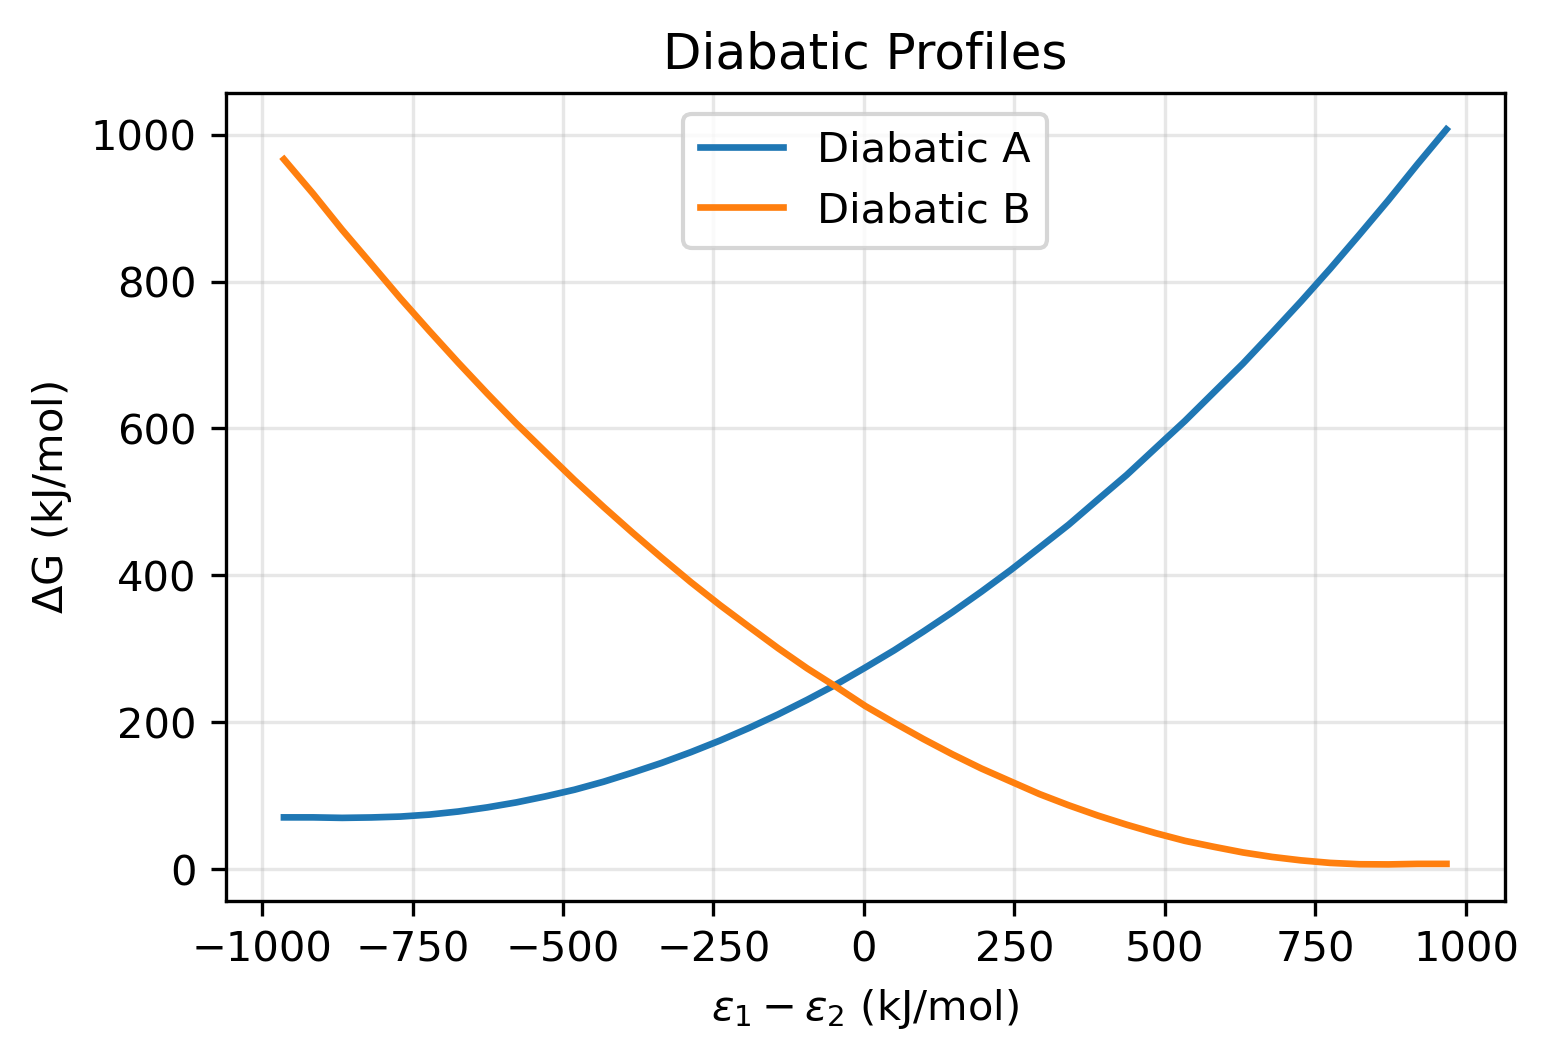 Diabatic Profiles
Diabatic A
Diabatic B
ΔG (kJ/mol)
1000
800
600
400
200
0
−1000 −750 −500 −250 0 250 500 750 1000
ε₁ − ε₂ (kJ/mol)